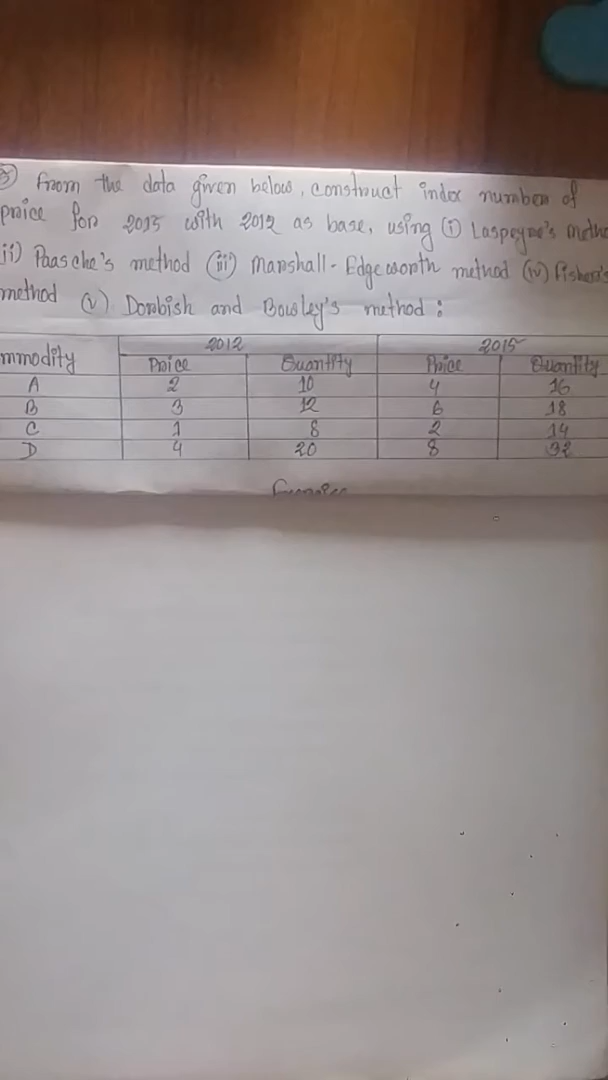 ③ From the data given below, construct index number of
price for 2015 with 2012 as base, using (i) Laspeyre's metho
ii) Paasche's method (iii) Marshall-Edgeworth method (iv) Fisher's
method (v) Dorbish and Bowley's method :
mmodity 2012 2015
Price Quantity Price Quantity
A 2 10 4 16
B 3 12 6 18
C 1 8 2 14
D 4 20 8 32